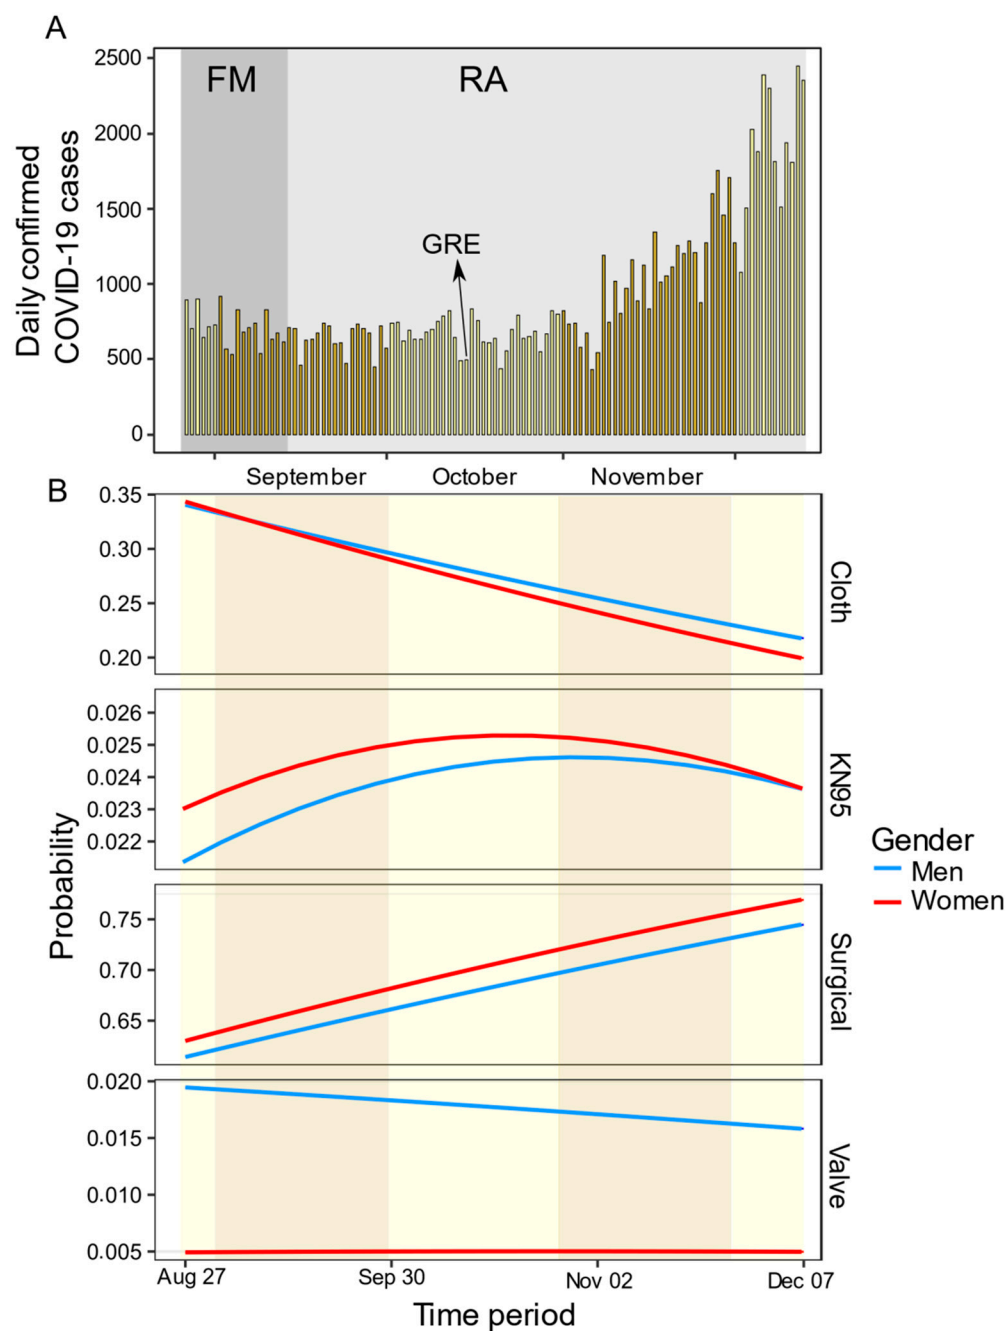 A
FM
RA
GRE
Daily confirmed
COVID-19 cases
2500
2000
1500
1000
500
0
September
October
November
B
Probability
0.35
0.30
0.25
0.20
Cloth
0.026
0.025
0.024
0.023
0.022
KN95
0.75
0.70
0.65
Surgical
0.020
0.015
0.010
0.005
Valve
Gender
Men
Women
Aug 27
Sep 30
Nov 02
Dec 07
Time period